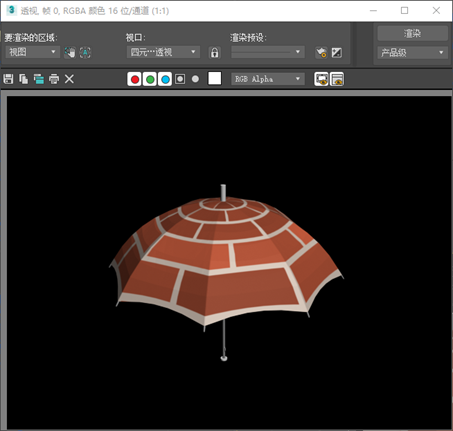 透视, 帧 0, RGBA 颜色 16 位/通道 (1:1)
要渲染的区域:
视口:
渲染预设:
渲染
视图
四元…透视
产品级
RGB Alpha